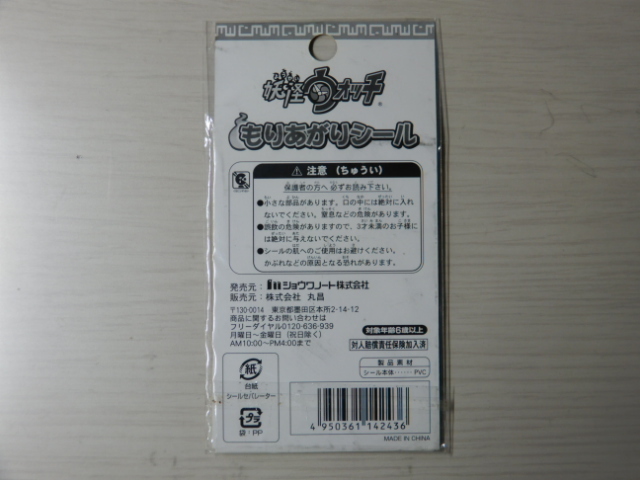 妖怪ウォッチ
もりあがりシール
注意（ちゅうい）
保護者の方へ 必ずお読み下さい。
●小さな部品があります。口の中には絶対に入れ
ないでください。窒息などの危険があります。
●誤飲の危険がありますので、3才未満のお子様に
は絶対に与えないでください。
●シールの肌へのご使用はお避けください。
かぶれなどの原因となる恐れがあります。
発売元：ショウワノート株式会社
販売元：株式会社 丸昌
〒130-0014 東京都墨田区本所2-14-12
商品に関するお問い合わせは
フリーダイヤル0120-636-939
月曜日～金曜日（祝日除く）
AM10:00～PM4:00まで
対象年齢6歳以上
対人賠償責任保険加入済
紙
台紙
シールセパレーター
プラ
袋：PP
製品素材
シール本体‥‥‥PVC
4 950361 142436
MADE IN CHINA